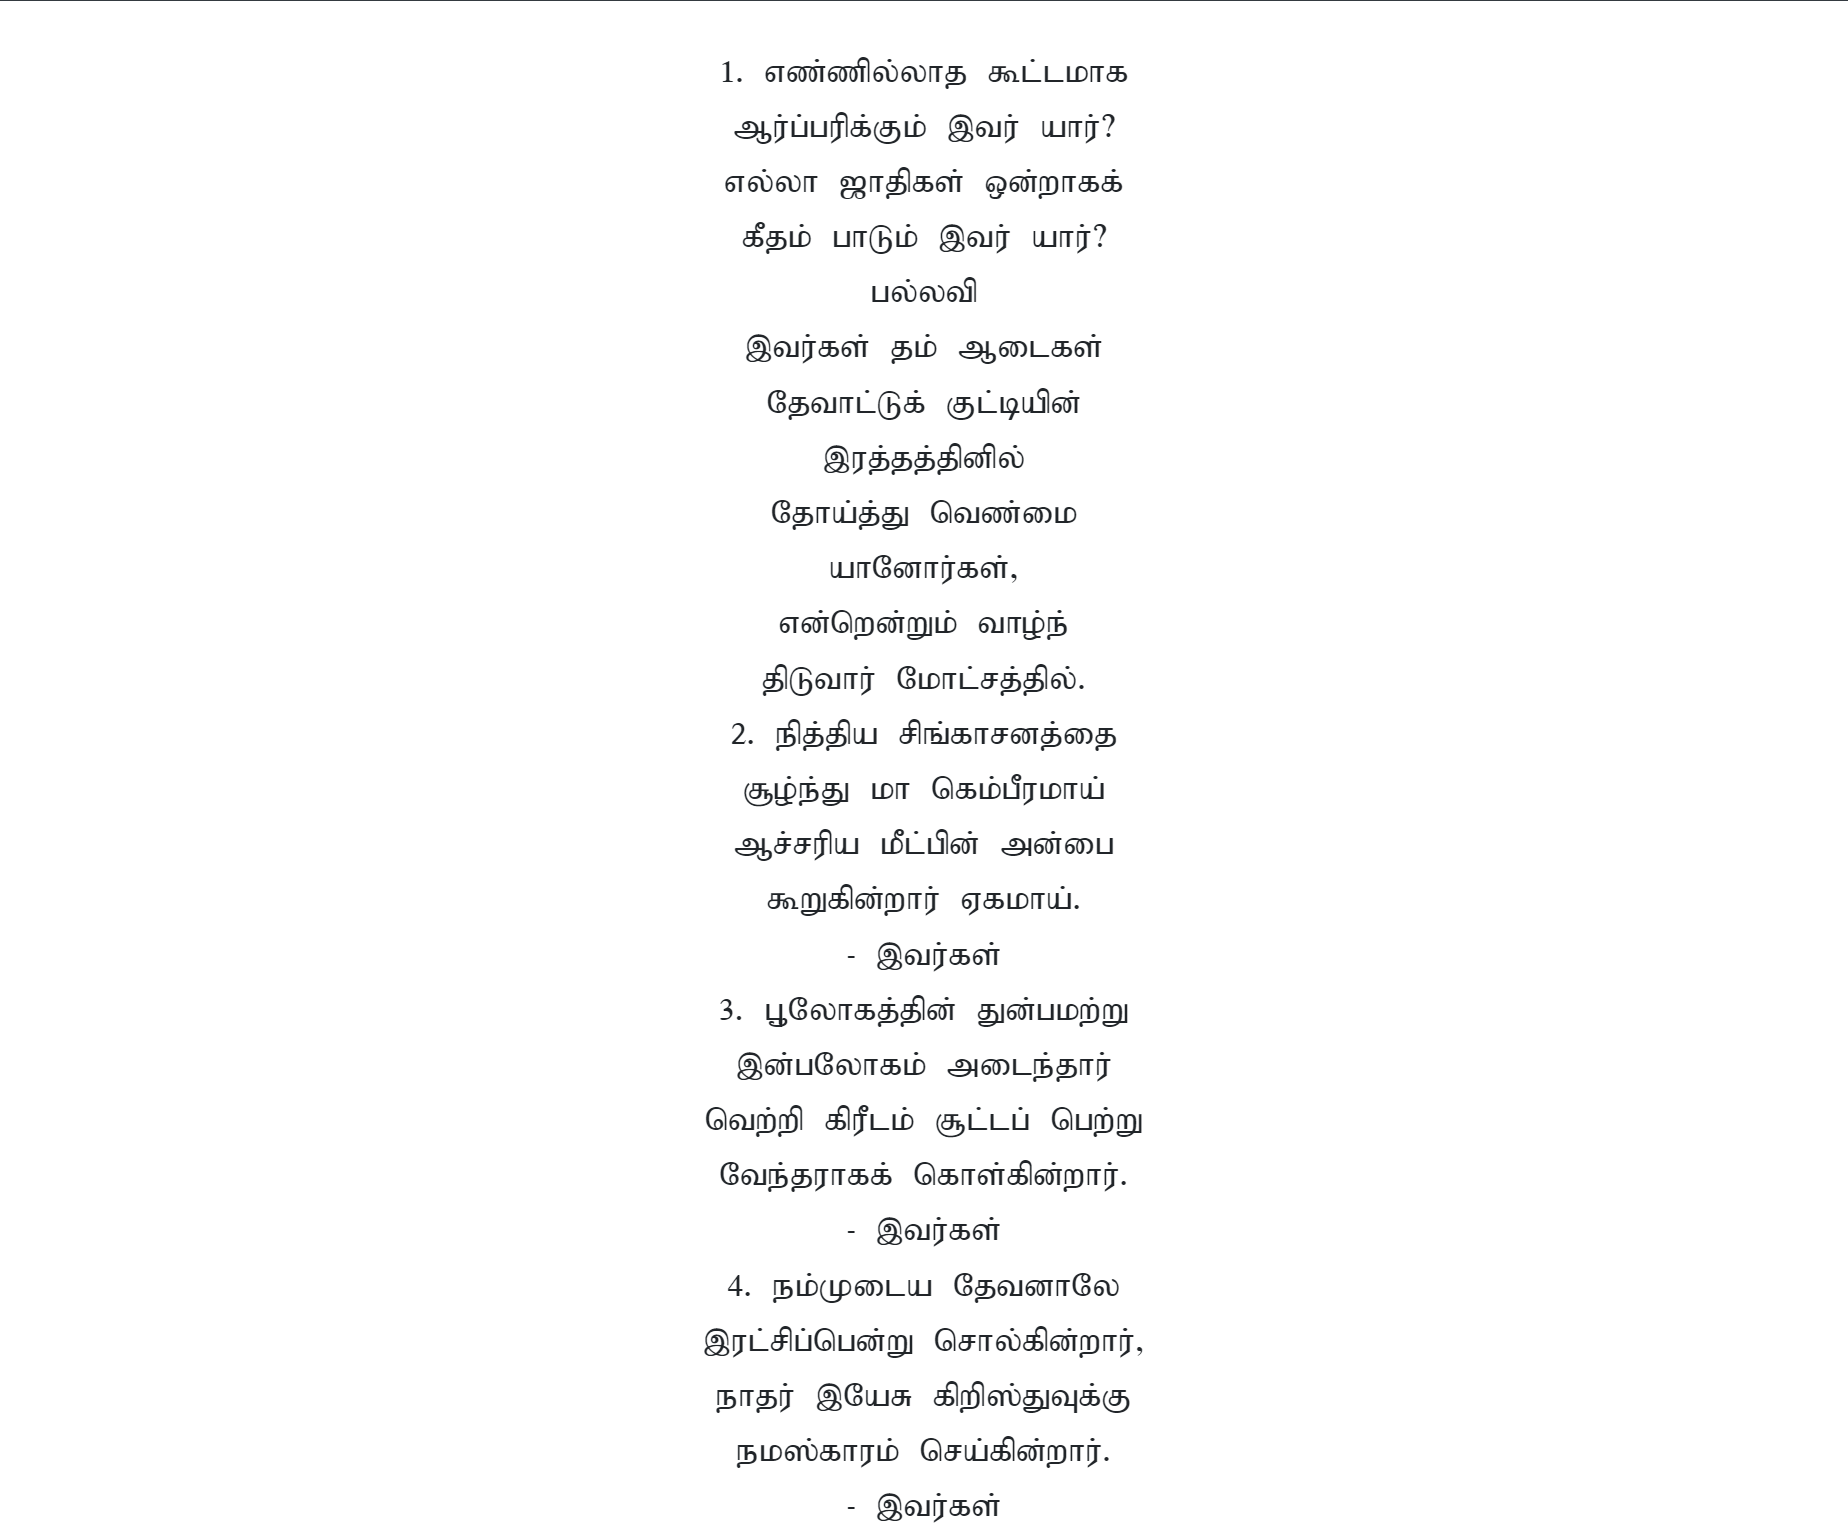 1. எண்ணில்லாத கூட்டமாக
ஆர்ப்பரிக்கும் இவர் யார்?
எல்லா ஜாதிகள் ஒன்றாகக்
கீதம் பாடும் இவர் யார்?
பல்லவி
இவர்கள் தம் ஆடைகள்
தேவாட்டுக் குட்டியின்
இரத்தத்தினில்
தோய்த்து வெண்மை
யானோர்கள்,
என்றென்றும் வாழ்ந்
திடுவார் மோட்சத்தில்.
2. நித்திய சிங்காசனத்தை
சூழ்ந்து மா கெம்பீரமாய்
ஆச்சரிய மீட்பின் அன்பை
கூறுகின்றார் ஏகமாய்.
- இவர்கள்
3. பூலோகத்தின் துன்பமற்று
இன்பலோகம் அடைந்தார்
வெற்றி கிரீடம் சூட்டப் பெற்று
வேந்தராகக் கொள்கின்றார்.
- இவர்கள்
4. நம்முடைய தேவனாலே
இரட்சிப்பென்று சொல்கின்றார்,
நாதர் இயேசு கிறிஸ்துவுக்கு
நமஸ்காரம் செய்கின்றார்.
- இவர்கள்